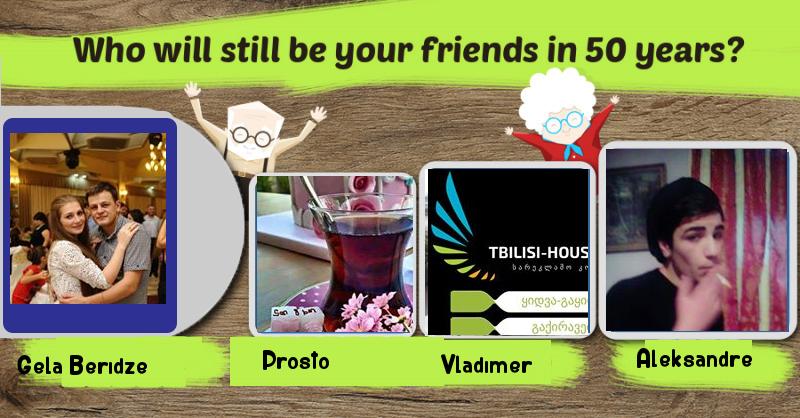 Who will still be your friends in 50 years?
TBILISI-HOUS
სარეკლამო კო
ყიდვა-გაყი
გაქირავე
Gela Beridze
Prosto
Vladimer
Aleksandre